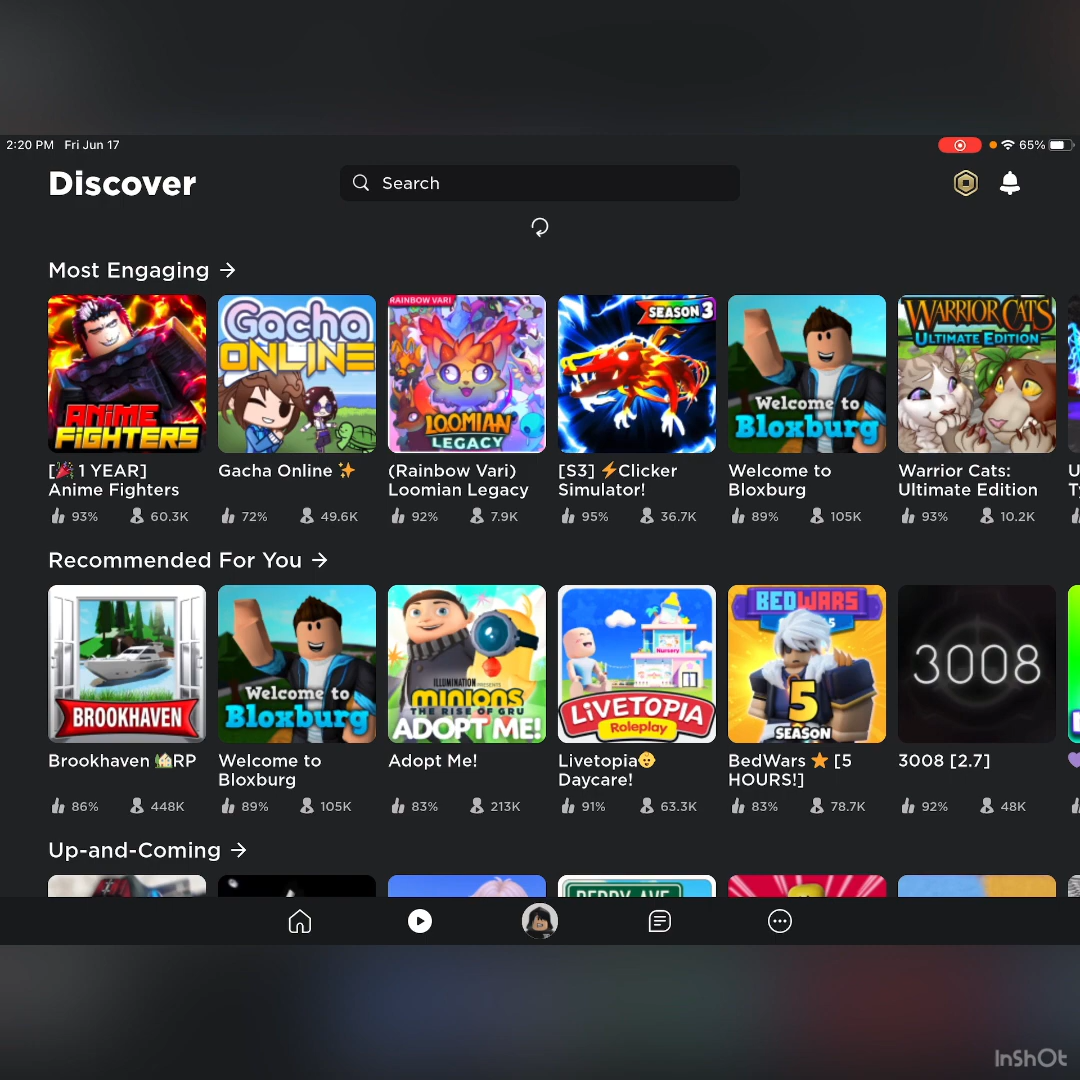 2:20 PM Fri Jun 17
65%
Discover
Search
Most Engaging →
ANIME
FIGHTERS
Gacha
ONLINE
RAINBOW VARI
LOOMIAN
LEGACY
SEASON 3
Welcome to
Bloxburg
WARRIOR CATS
ULTIMATE EDITION
[🎉 1 YEAR]
Anime Fighters
Gacha Online ✨
(Rainbow Vari)
Loomian Legacy
[S3] ⚡Clicker
Simulator!
Welcome to
Bloxburg
Warrior Cats:
Ultimate Edition
93% 60.3K
72% 49.6K
92% 7.9K
95% 36.7K
89% 105K
93% 10.2K
Recommended For You →
BROOKHAVEN
Welcome to
Bloxburg
ILLUMINATION PRESENTS
MINIONS
THE RISE OF GRU
ADOPT ME!
Nursery
LIVETOPIA
Roleplay
BEDWARS
5
SEASON
3008
Brookhaven 🏡RP
Welcome to
Bloxburg
Adopt Me!
Livetopia👶
Daycare!
BedWars ⭐ [5
HOURS!]
3008 [2.7]
86% 448K
89% 105K
83% 213K
91% 63.3K
83% 78.7K
92% 48K
Up-and-Coming →
InShOt